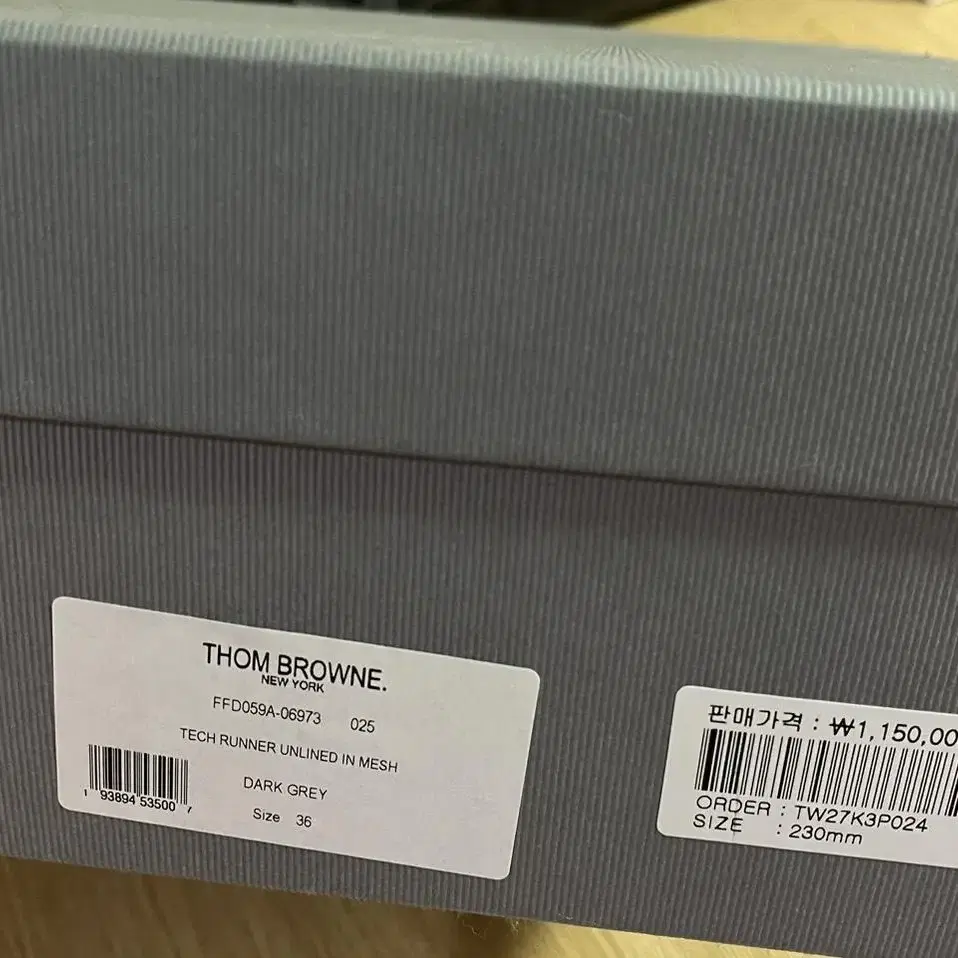 THOM BROWNE.
NEW YORK
FFD059A-06973 025
TECH RUNNER UNLINED IN MESH
1 93894 53500 7
DARK GREY
Size 36
판매가격 : ₩1,150,00
ORDER : TW27K3P024
SIZE : 230mm